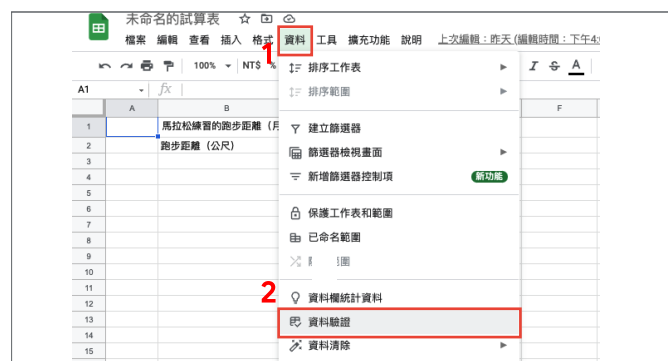 未命名的試算表
檔案 編輯 查看 插入 格式 資料 工具 擴充功能 說明 上次編輯：昨天 (編輯時間：下午4:
1
100% NT$ % I S A
A1 fx
A B F
1 馬拉松練習的跑步距離（月
2 跑步距離（公尺）
3
4
5
6
7
8
9
10
11
12
13
14
15
排序工作表
排序範圍
建立篩選器
篩選器檢視畫面
新增篩選器控制項 新功能
保護工作表和範圍
已命名範圍
圍
2
資料欄統計資料
資料驗證
資料清除